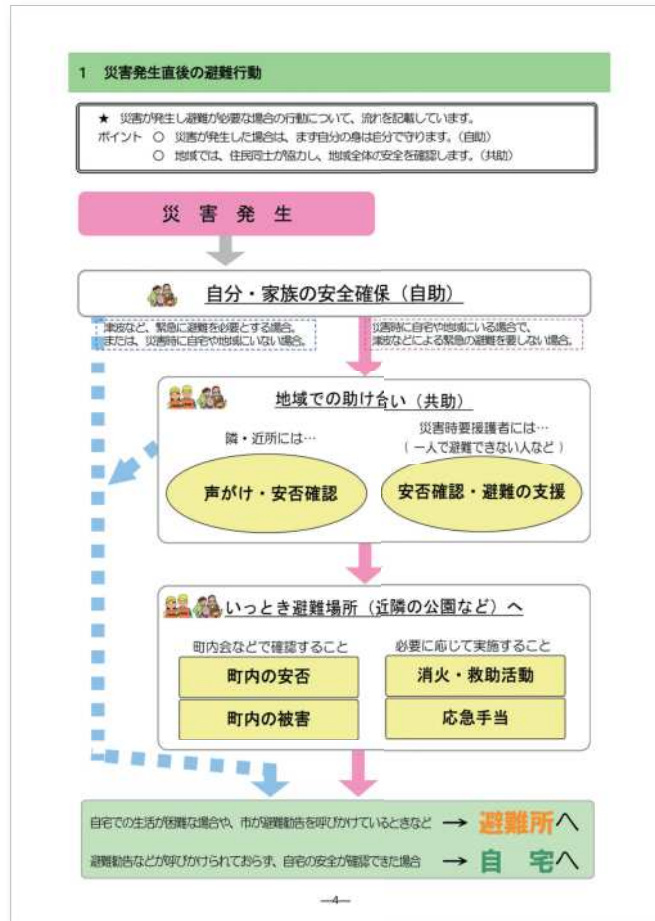 1 災害発生直後の避難行動
★ 災害が発生し避難が必要な場合の行動について、流れを記載しています。
ポイント ○ 災害が発生した場合は、まず自分の身は自分で守ります。(自助)
○ 地域では、住民同士が協力し、地域全体の安全を確認します。(共助)
災 害 発 生
自分・家族の安全確保(自助)
津波など、緊急に避難を必要とする場合。
または、災害時に自宅や地域にいない場合。
災害時に自宅や地域にいる場合で、
津波などによる緊急の避難を要しない場合。
地域での助け合い(共助)
隣・近所には…
声がけ・安否確認
災害時要援護者には…
(一人で避難できない人など)
安否確認・避難の支援
いっとき避難場所(近隣の公園など)へ
町内会などで確認すること
町内の安否
町内の被害
必要に応じて実施すること
消火・救助活動
応急手当
自宅での生活が困難な場合や、市が避難勧告を呼びかけているときなど → 避難所へ
避難勧告などが呼びかけられておらず、自宅の安全が確認できた場合 → 自 宅へ
—4—